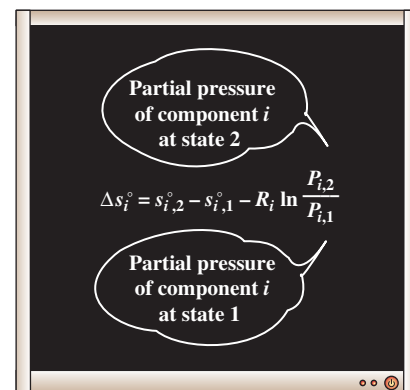 Partial pressure
of component i
at state 2
Δs°ᵢ = s°ᵢ,₂ − s°ᵢ,₁ − Rᵢ ln Pᵢ,₂/Pᵢ,₁
Partial pressure
of component i
at state 1